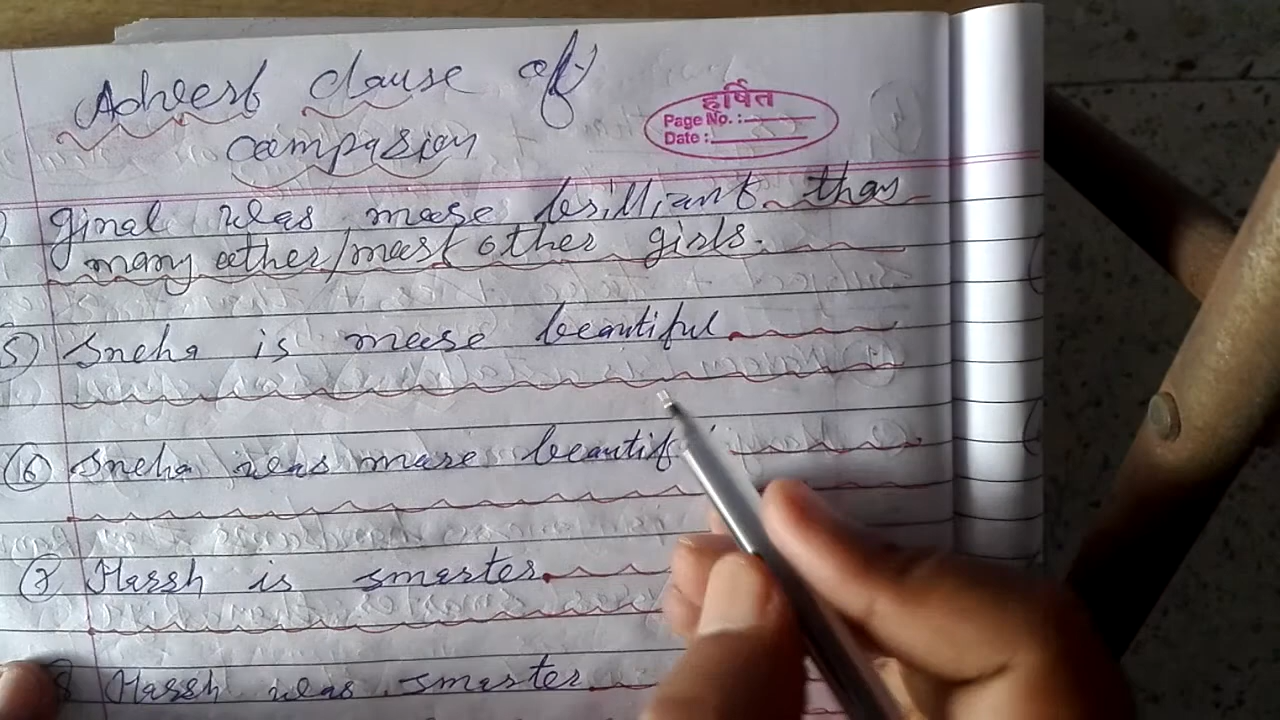 Adverb clause of
comparison
हर्षित
Page No. :
Date :
Ginal was more brilliant than
many other/most other girls.
5 Sneha is more beautiful
6 Sneha was more beautif
7 Harsh is smarter
8 Harsh was smarter